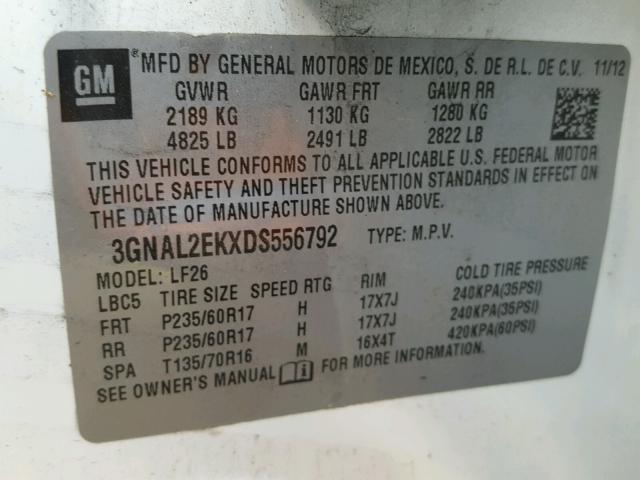 GM ® MFD BY GENERAL MOTORS DE MEXICO, S. DE R.L. DE C.V. 11/12
GVWR GAWR FRT GAWR RR
2189 KG 1130 KG 1280 KG
4825 LB 2491 LB 2822 LB
THIS VEHICLE CONFORMS TO ALL APPLICABLE U.S. FEDERAL MOTOR
VEHICLE SAFETY AND THEFT PREVENTION STANDARDS IN EFFECT ON
THE DATE OF MANUFACTURE SHOWN ABOVE.
3GNAL2EKXDS556792 TYPE: M.P.V.
MODEL: LF26
LBC5 TIRE SIZE SPEED RTG RIM COLD TIRE PRESSURE
FRT P235/60R17 H 17X7J 240KPA(35PSI)
RR P235/60R17 H 17X7J 240KPA(35PSI)
SPA T135/70R16 M 16X4T 420KPA(60PSI)
SEE OWNER'S MANUAL FOR MORE INFORMATION.